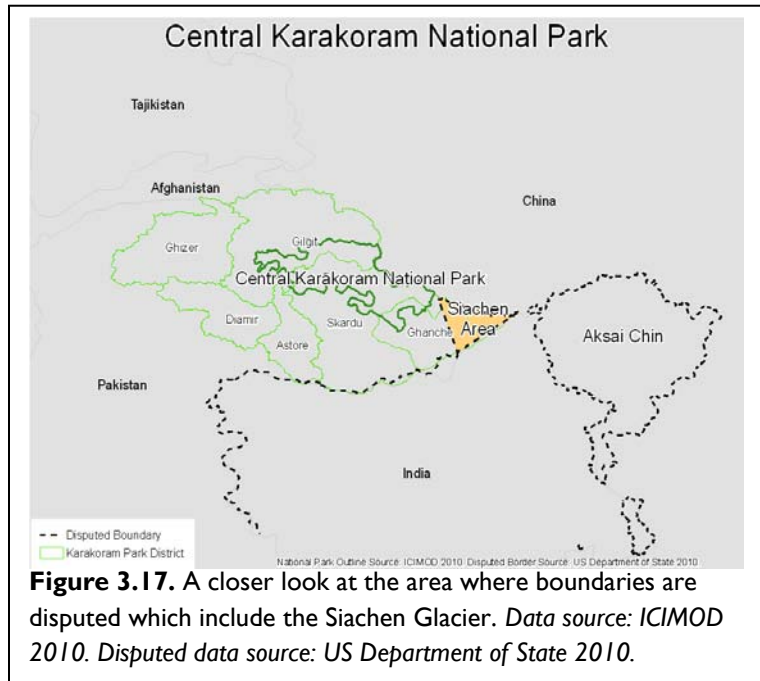 Central Karakoram National Park
Tajikistan
Afghanistan
China
Ghizer
Gilgit
Central Karakoram National Park
Siachen
Area
Diamir
Skardu
Ghanche
Astore
Aksai Chin
Pakistan
India
Disputed Boundary
Karakoram Park District
National Park Outline Source: ICIMOD 2010 Disputed Border Source: US Department of State 2010
Figure 3.17. A closer look at the area where boundaries are
disputed which include the Siachen Glacier. Data source: ICIMOD
2010. Disputed data source: US Department of State 2010.